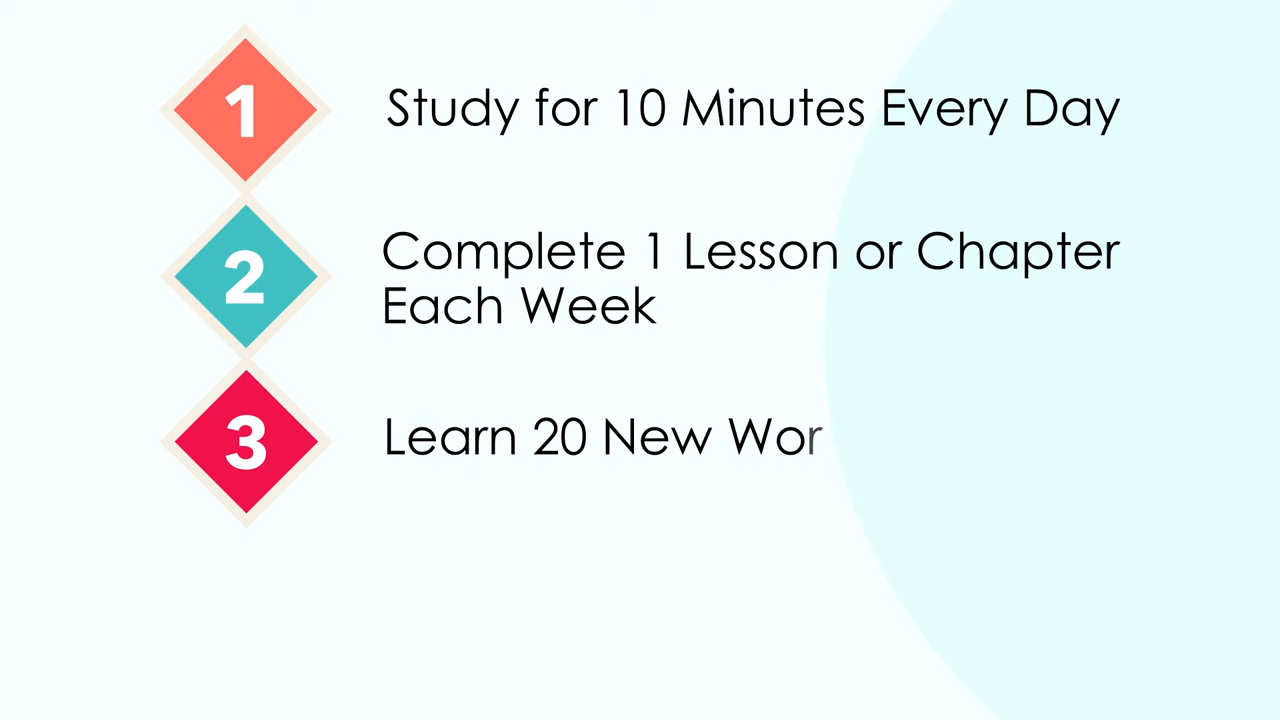 1 Study for 10 Minutes Every Day
2 Complete 1 Lesson or Chapter
Each Week
3 Learn 20 New Wor